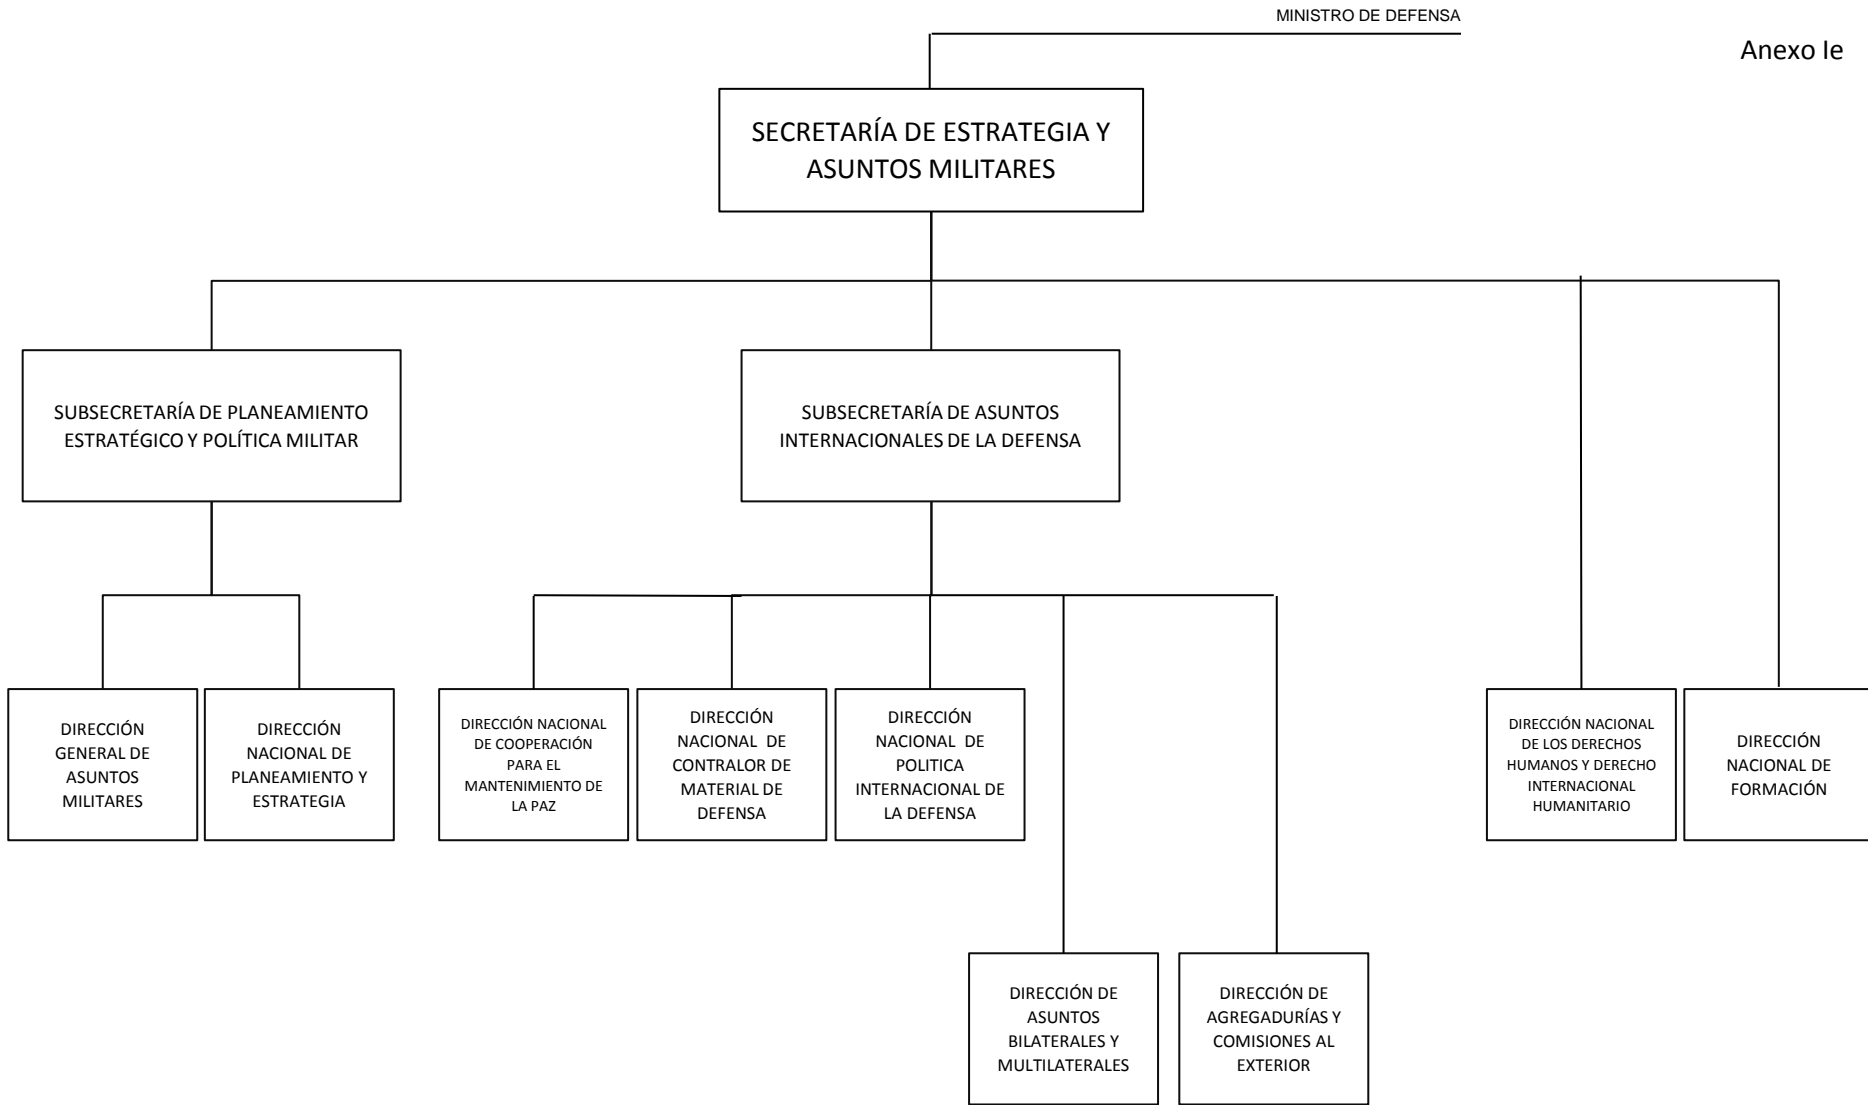 MINISTRO DE DEFENSA
Anexo Ie
SECRETARÍA DE ESTRATEGIA Y
ASUNTOS MILITARES
SUBSECRETARÍA DE PLANEAMIENTO
ESTRATÉGICO Y POLÍTICA MILITAR
SUBSECRETARÍA DE ASUNTOS
INTERNACIONALES DE LA DEFENSA
DIRECCIÓN
GENERAL DE
ASUNTOS
MILITARES
DIRECCIÓN
NACIONAL DE
PLANEAMIENTO Y
ESTRATEGIA
DIRECCIÓN NACIONAL
DE COOPERACIÓN
PARA EL
MANTENIMIENTO DE
LA PAZ
DIRECCIÓN
NACIONAL DE
CONTRALOR DE
MATERIAL DE
DEFENSA
DIRECCIÓN
NACIONAL DE
POLITICA
INTERNACIONAL DE
LA DEFENSA
DIRECCIÓN NACIONAL
DE LOS DERECHOS
HUMANOS Y DERECHO
INTERNACIONAL
HUMANITARIO
DIRECCIÓN
NACIONAL DE
FORMACIÓN
DIRECCIÓN DE
ASUNTOS
BILATERALES Y
MULTILATERALES
DIRECCIÓN DE
AGREGADURÍAS Y
COMISIONES AL
EXTERIOR